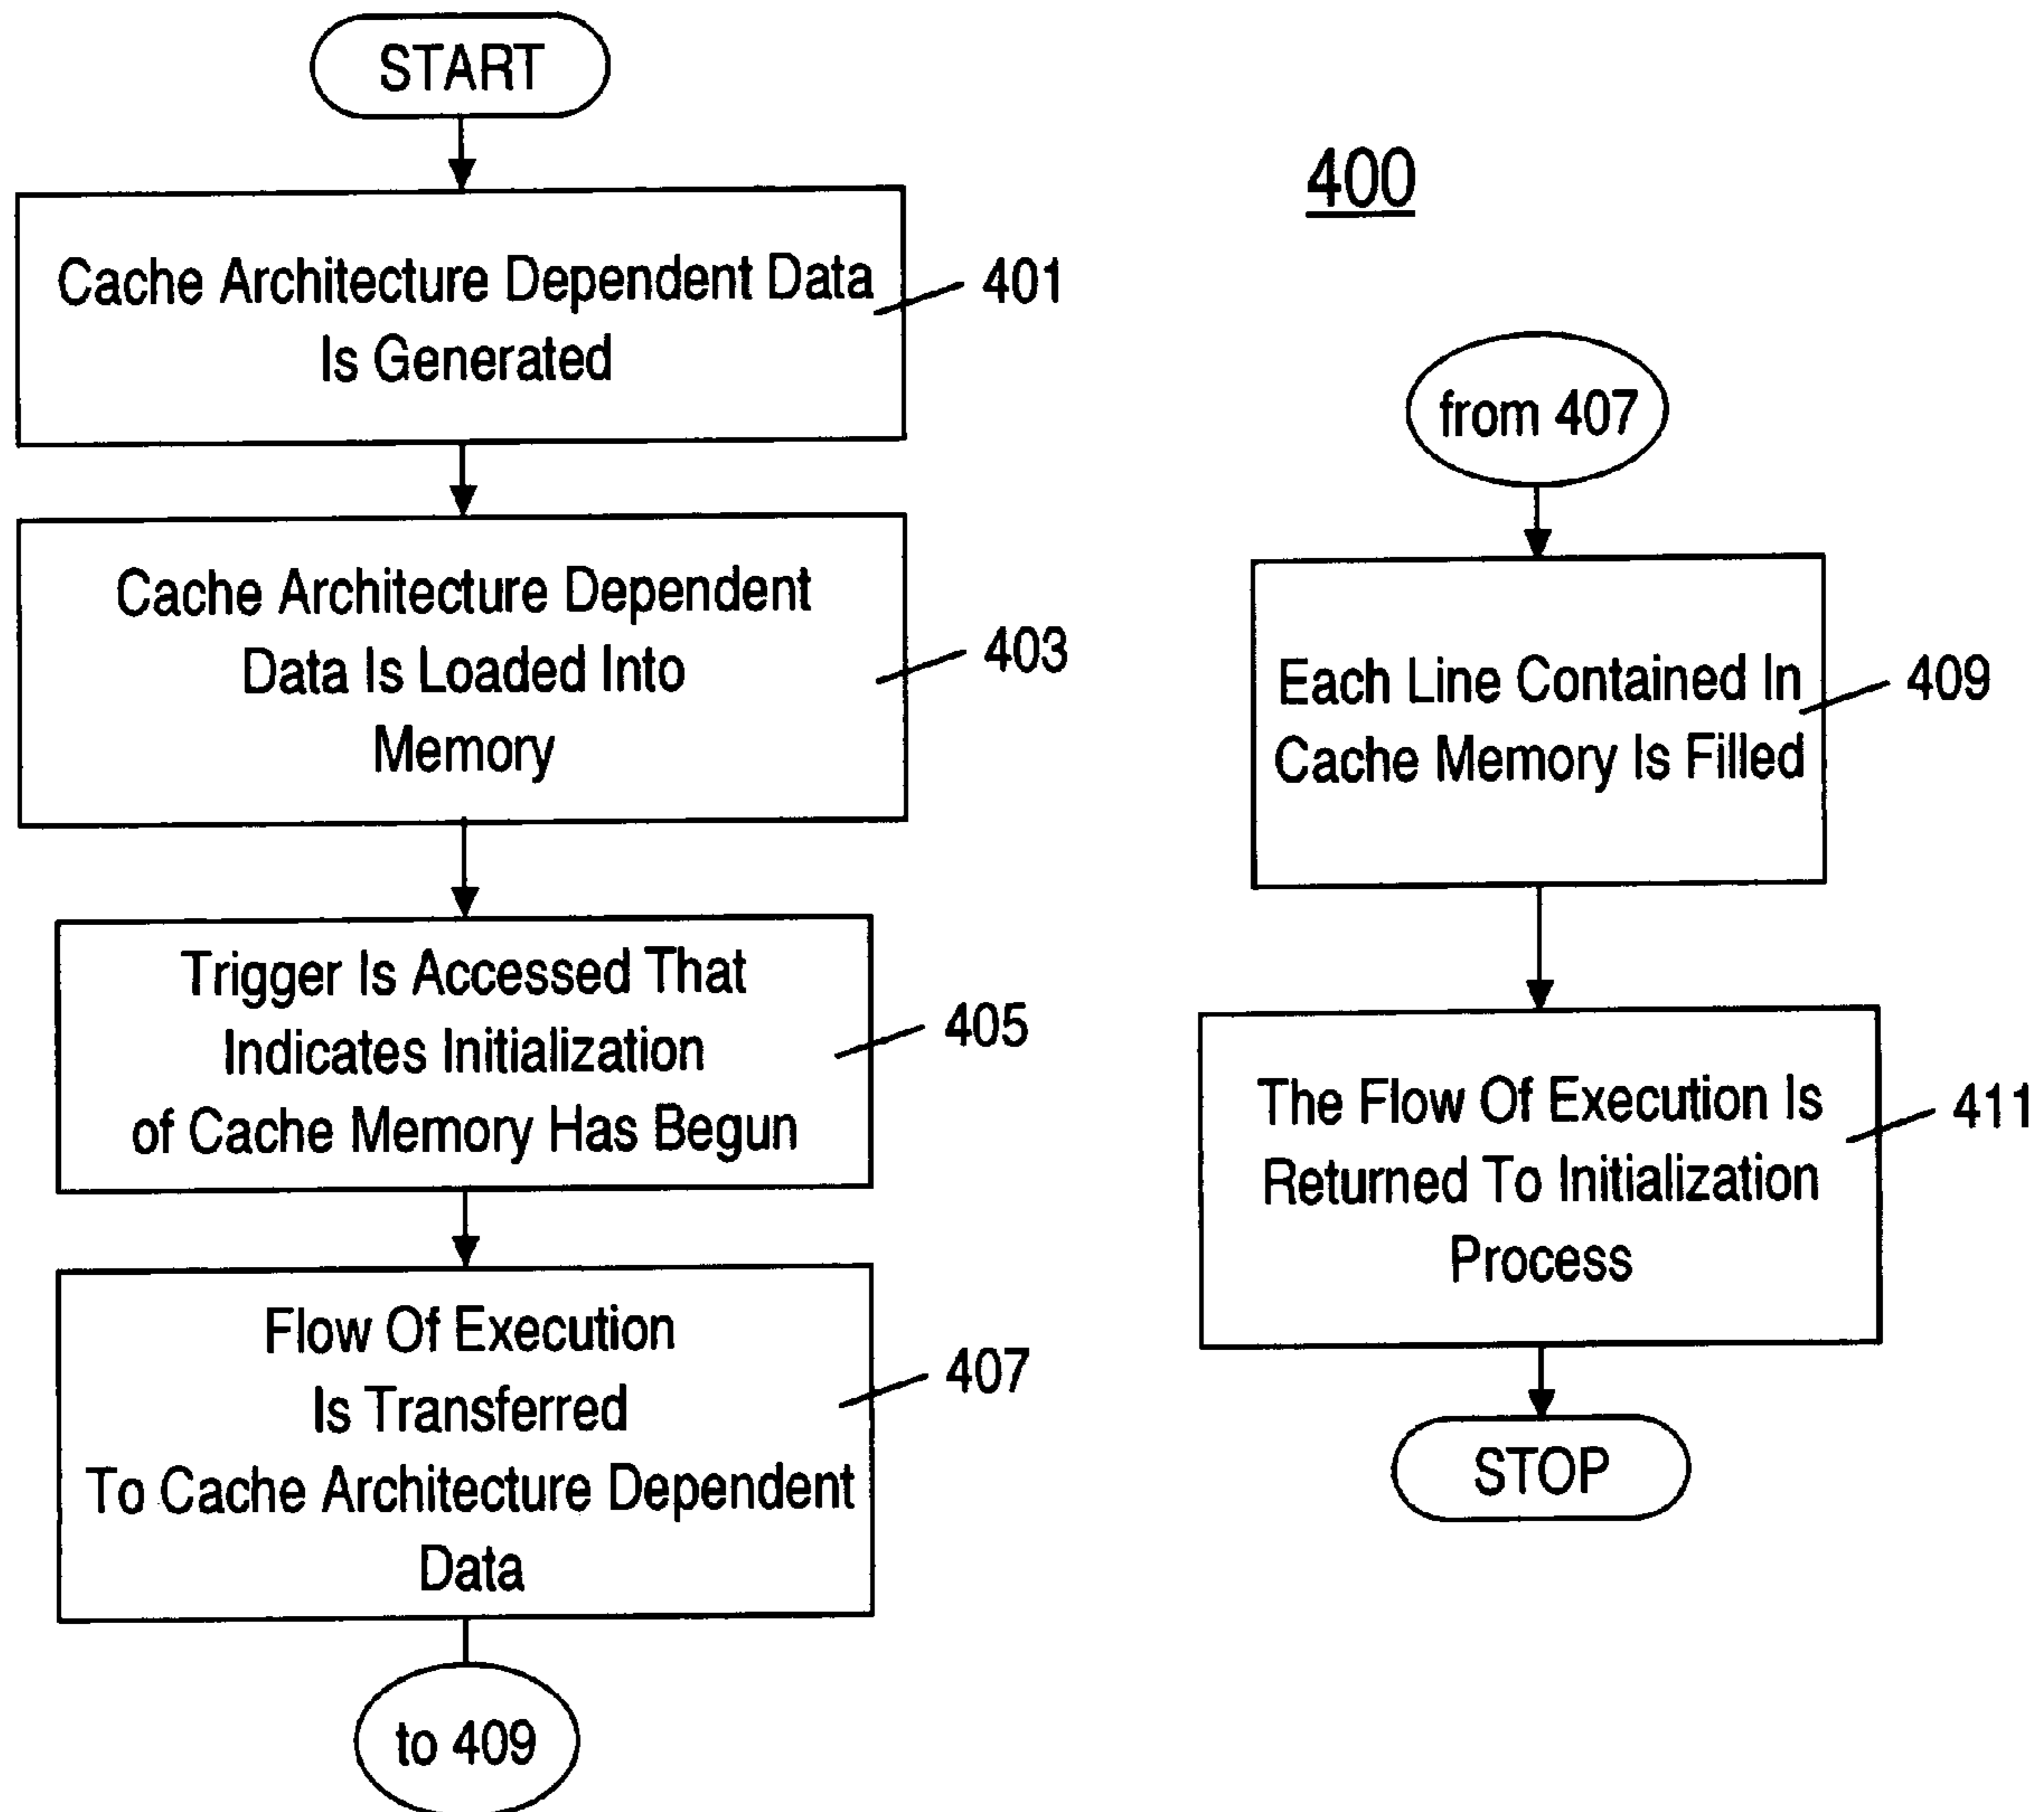 START
Cache Architecture Dependent Data
Is Generated
401
Cache Architecture Dependent
Data Is Loaded Into
Memory
403
Trigger Is Accessed That
Indicates Initialization
of Cache Memory Has Begun
405
Flow Of Execution
Is Transferred
To Cache Architecture Dependent
Data
407
to 409
400
from 407
Each Line Contained In
Cache Memory Is Filled
409
The Flow Of Execution Is
Returned To Initialization
Process
411
STOP